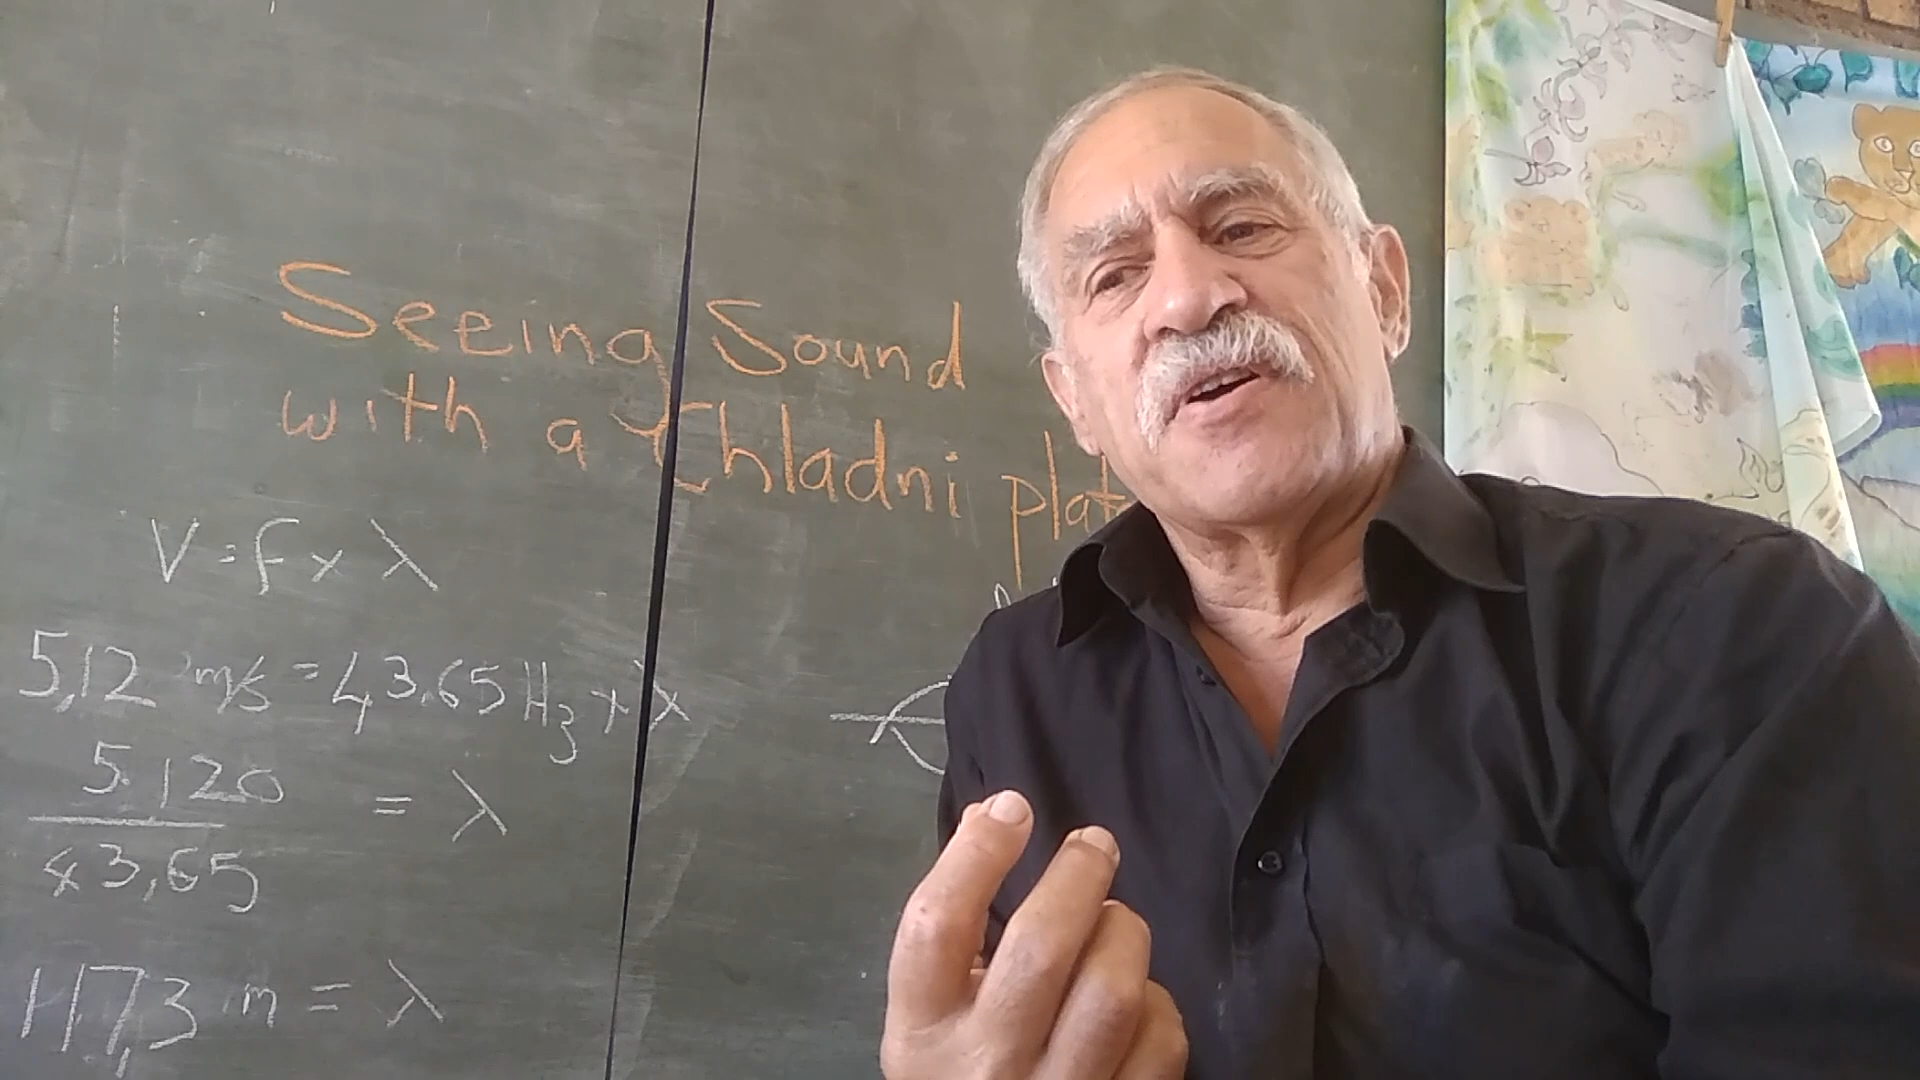 Seeing Sound
with a Chladni plat
V = f x λ
5,12 m/s = 43.65 Hz x λ
5.120
43,65
= λ
117,3 m = λ